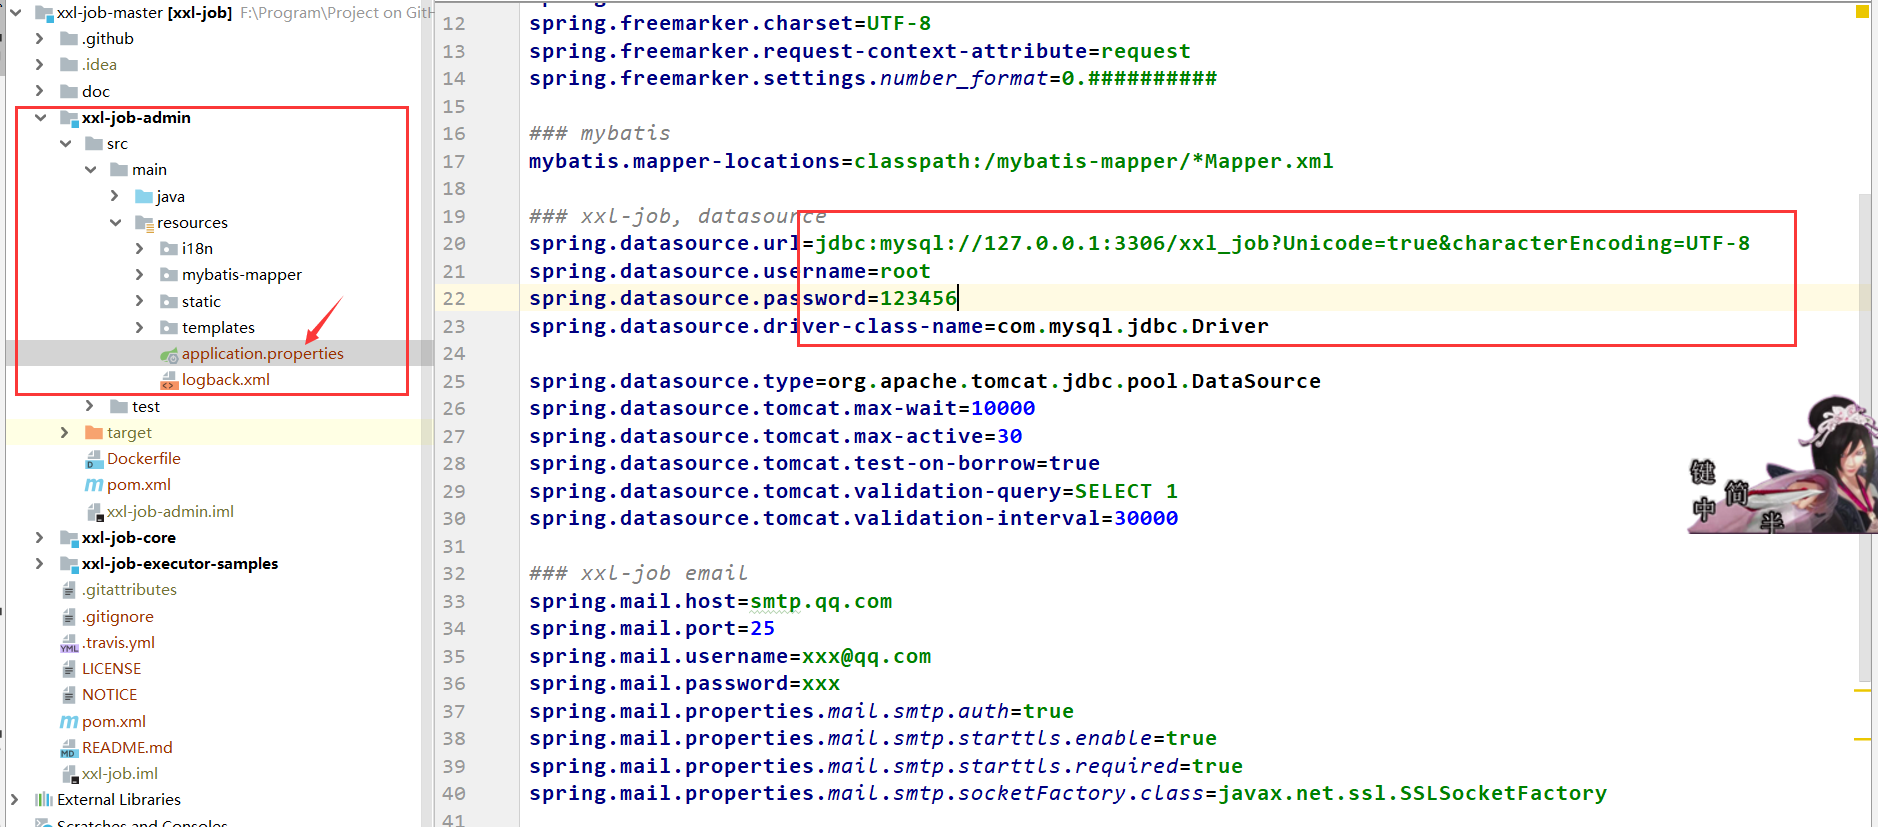 xxl-job-master [xxl-job] F:\Program\Project on GitH
.github
.idea
doc
xxl-job-admin
src
main
java
resources
i18n
mybatis-mapper
static
templates
application.properties
logback.xml
test
target
Dockerfile
pom.xml
xxl-job-admin.iml
xxl-job-core
xxl-job-executor-samples
.gitattributes
.gitignore
.travis.yml
LICENSE
NOTICE
pom.xml
README.md
xxl-job.iml
External Libraries
Scratches and Consoles
12 spring.freemarker.charset=UTF-8
13 spring.freemarker.request-context-attribute=request
14 spring.freemarker.settings.number_format=0.##########
15
16 ### mybatis
17 mybatis.mapper-locations=classpath:/mybatis-mapper/*Mapper.xml
18
19 ### xxl-job, datasource
20 spring.datasource.url=jdbc:mysql://127.0.0.1:3306/xxl_job?Unicode=true&characterEncoding=UTF-8
21 spring.datasource.username=root
22 spring.datasource.password=123456
23 spring.datasource.driver-class-name=com.mysql.jdbc.Driver
24
25 spring.datasource.type=org.apache.tomcat.jdbc.pool.DataSource
26 spring.datasource.tomcat.max-wait=10000
27 spring.datasource.tomcat.max-active=30
28 spring.datasource.tomcat.test-on-borrow=true
29 spring.datasource.tomcat.validation-query=SELECT 1
30 spring.datasource.tomcat.validation-interval=30000
31
32 ### xxl-job email
33 spring.mail.host=smtp.qq.com
34 spring.mail.port=25
35 spring.mail.username=xxx@qq.com
36 spring.mail.password=xxx
37 spring.mail.properties.mail.smtp.auth=true
38 spring.mail.properties.mail.smtp.starttls.enable=true
39 spring.mail.properties.mail.smtp.starttls.required=true
40 spring.mail.properties.mail.smtp.socketFactory.class=javax.net.ssl.SSLSocketFactory
41
键
简
中
半